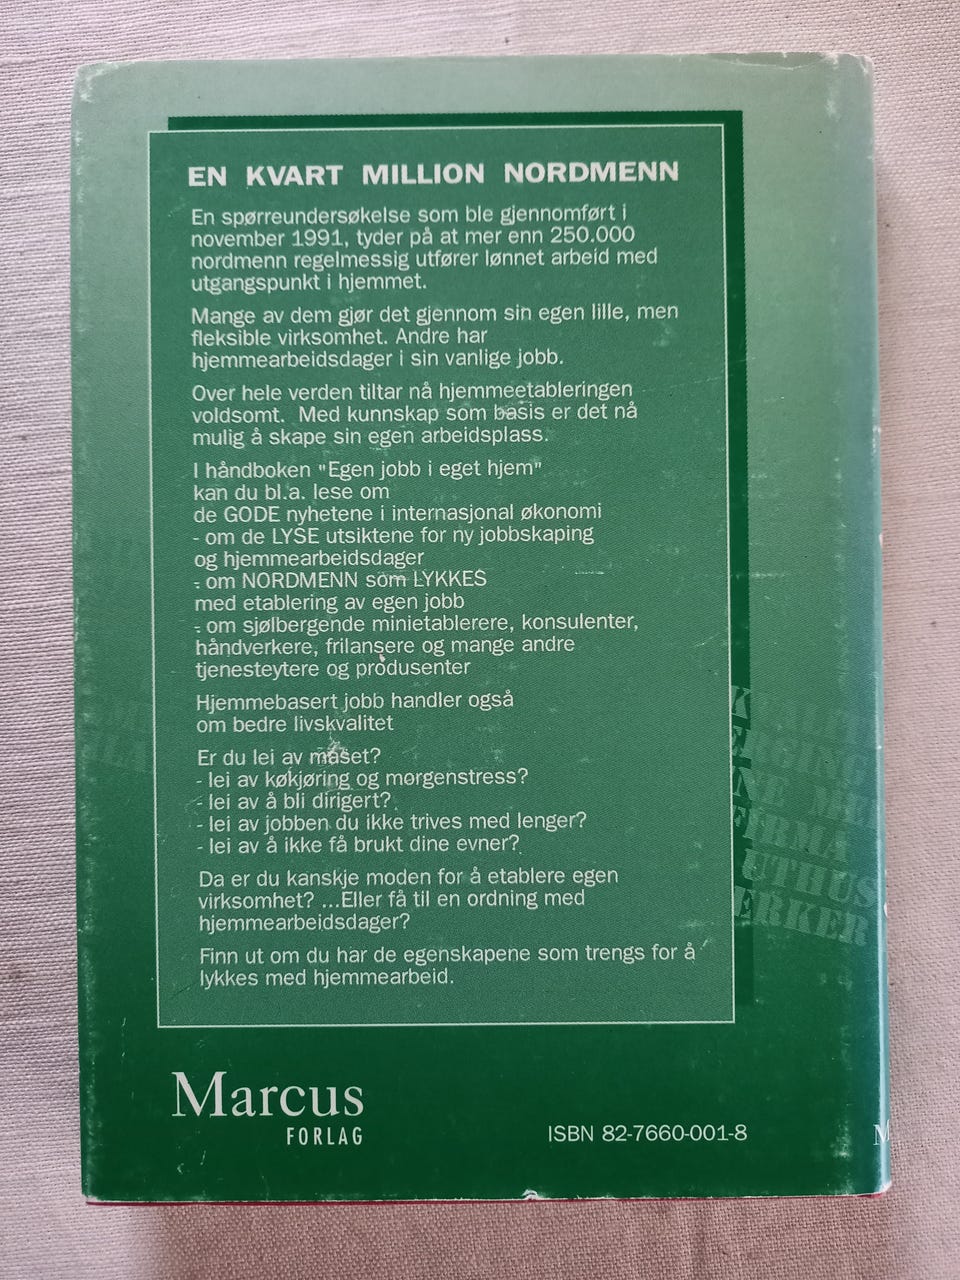 EN KVART MILLION NORDMENN
En spørreundersøkelse som ble gjennomført i
november 1991, tyder på at mer enn 250.000
nordmenn regelmessig utfører lønnet arbeid med
utgangspunkt i hjemmet.
Mange av dem gjør det gjennom sin egen lille, men
fleksible virksomhet. Andre har
hjemmearbeidsdager i sin vanlige jobb.
Over hele verden tiltar nå hjemmeetableringen
voldsomt. Med kunnskap som basis er det nå
mulig å skape sin egen arbeidsplass.
I håndboken "Egen jobb i eget hjem"
kan du bl.a. lese om
de GODE nyhetene i internasjonal økonomi
- om de LYSE utsiktene for ny jobbskaping
og hjemmearbeidsdager
- om NORDMENN som LYKKES
med etablering av egen jobb
- om sjølbergende minietablerere, konsulenter,
håndverkere, frilansere og mange andre
tjenesteytere og produsenter
Hjemmebasert jobb handler også
om bedre livskvalitet
Er du lei av maset?
- lei av køkjøring og morgenstress?
- lei av å bli dirigert?
- lei av jobben du ikke trives med lenger?
- lei av å ikke få brukt dine evner?
Da er du kanskje moden for å etablere egen
virksomhet? ...Eller få til en ordning med
hjemmearbeidsdager?
Finn ut om du har de egenskapene som trengs for å
lykkes med hjemmearbeid.
FIRMA
UTHUS
ERKER
Marcus
FORLAG
ISBN 82-7660-001-8
M